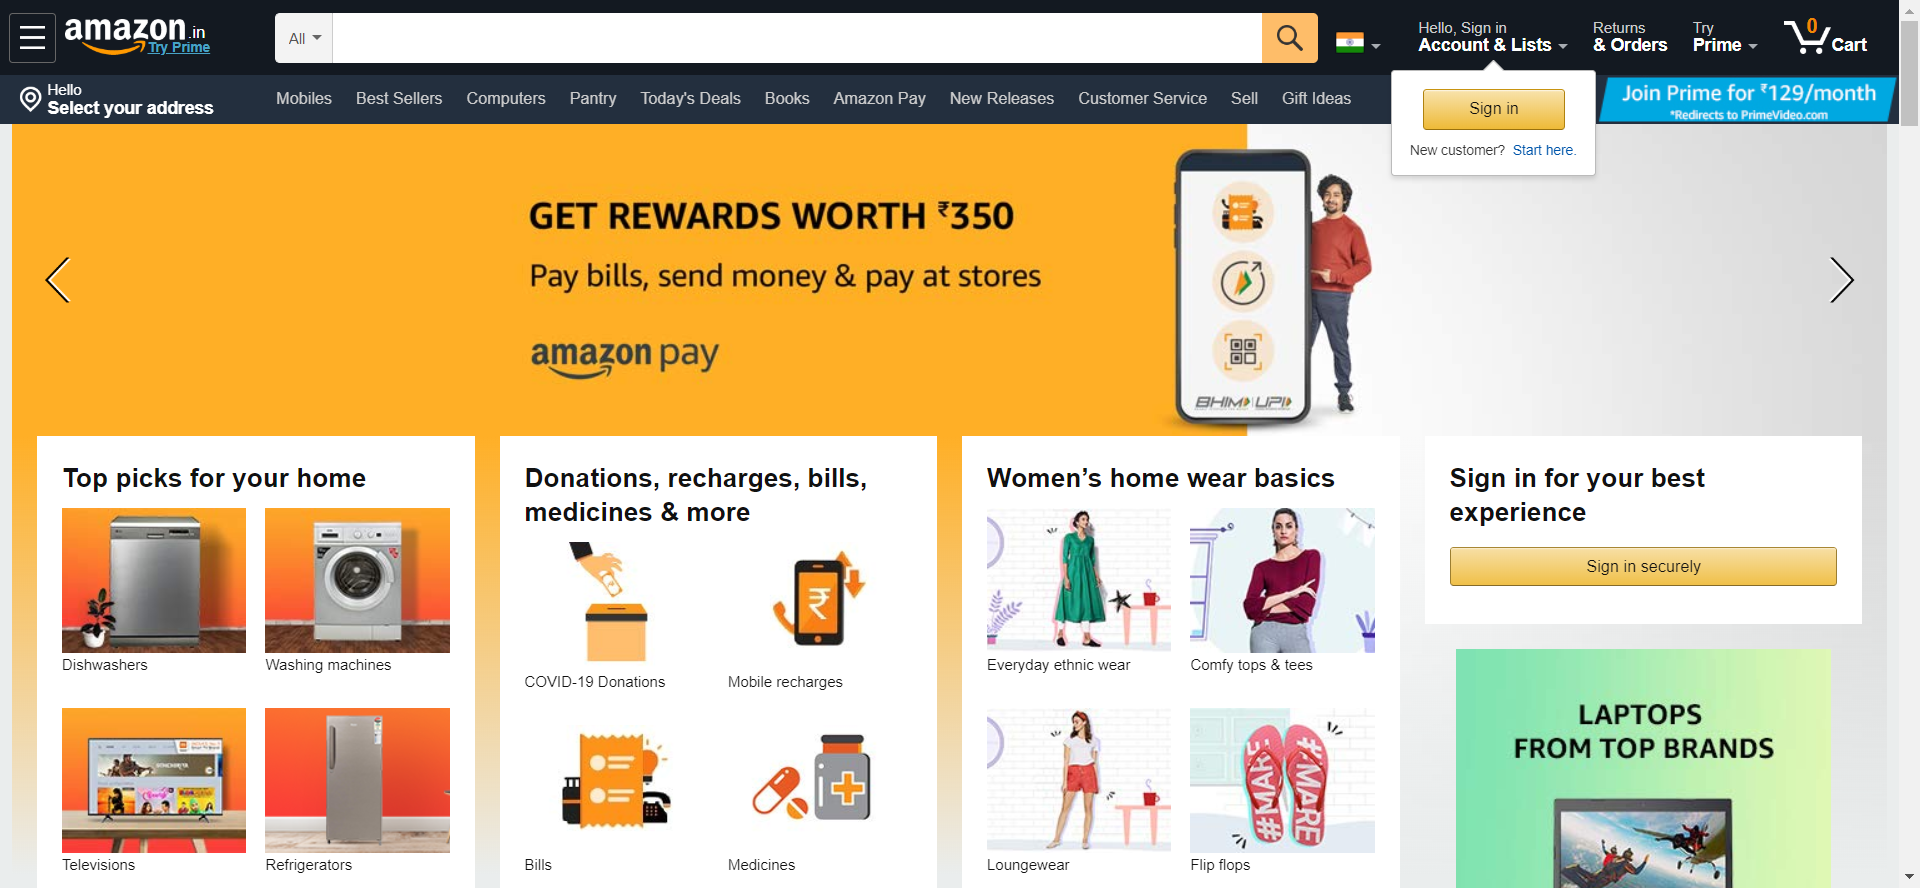 amazon.in
Try Prime
All
Hello, Sign in
Account & Lists
Returns
& Orders
Try
Prime
0
Cart
Hello
Select your address
Mobiles
Best Sellers
Computers
Pantry
Today's Deals
Books
Amazon Pay
New Releases
Customer Service
Sell
Gift Ideas
Join Prime for ₹129/month
*Redirects to PrimeVideo.com
Sign in
New customer? Start here.
GET REWARDS WORTH ₹350
Pay bills, send money & pay at stores
amazon pay
BHIM UPI
Top picks for your home
Dishwashers
Washing machines
Televisions
Refrigerators
Donations, recharges, bills,
medicines & more
COVID-19 Donations
Mobile recharges
Bills
Medicines
Women’s home wear basics
Everyday ethnic wear
Comfy tops & tees
#MARE
#MARE
Loungewear
Flip flops
Sign in for your best
experience
Sign in securely
LAPTOPS
FROM TOP BRANDS